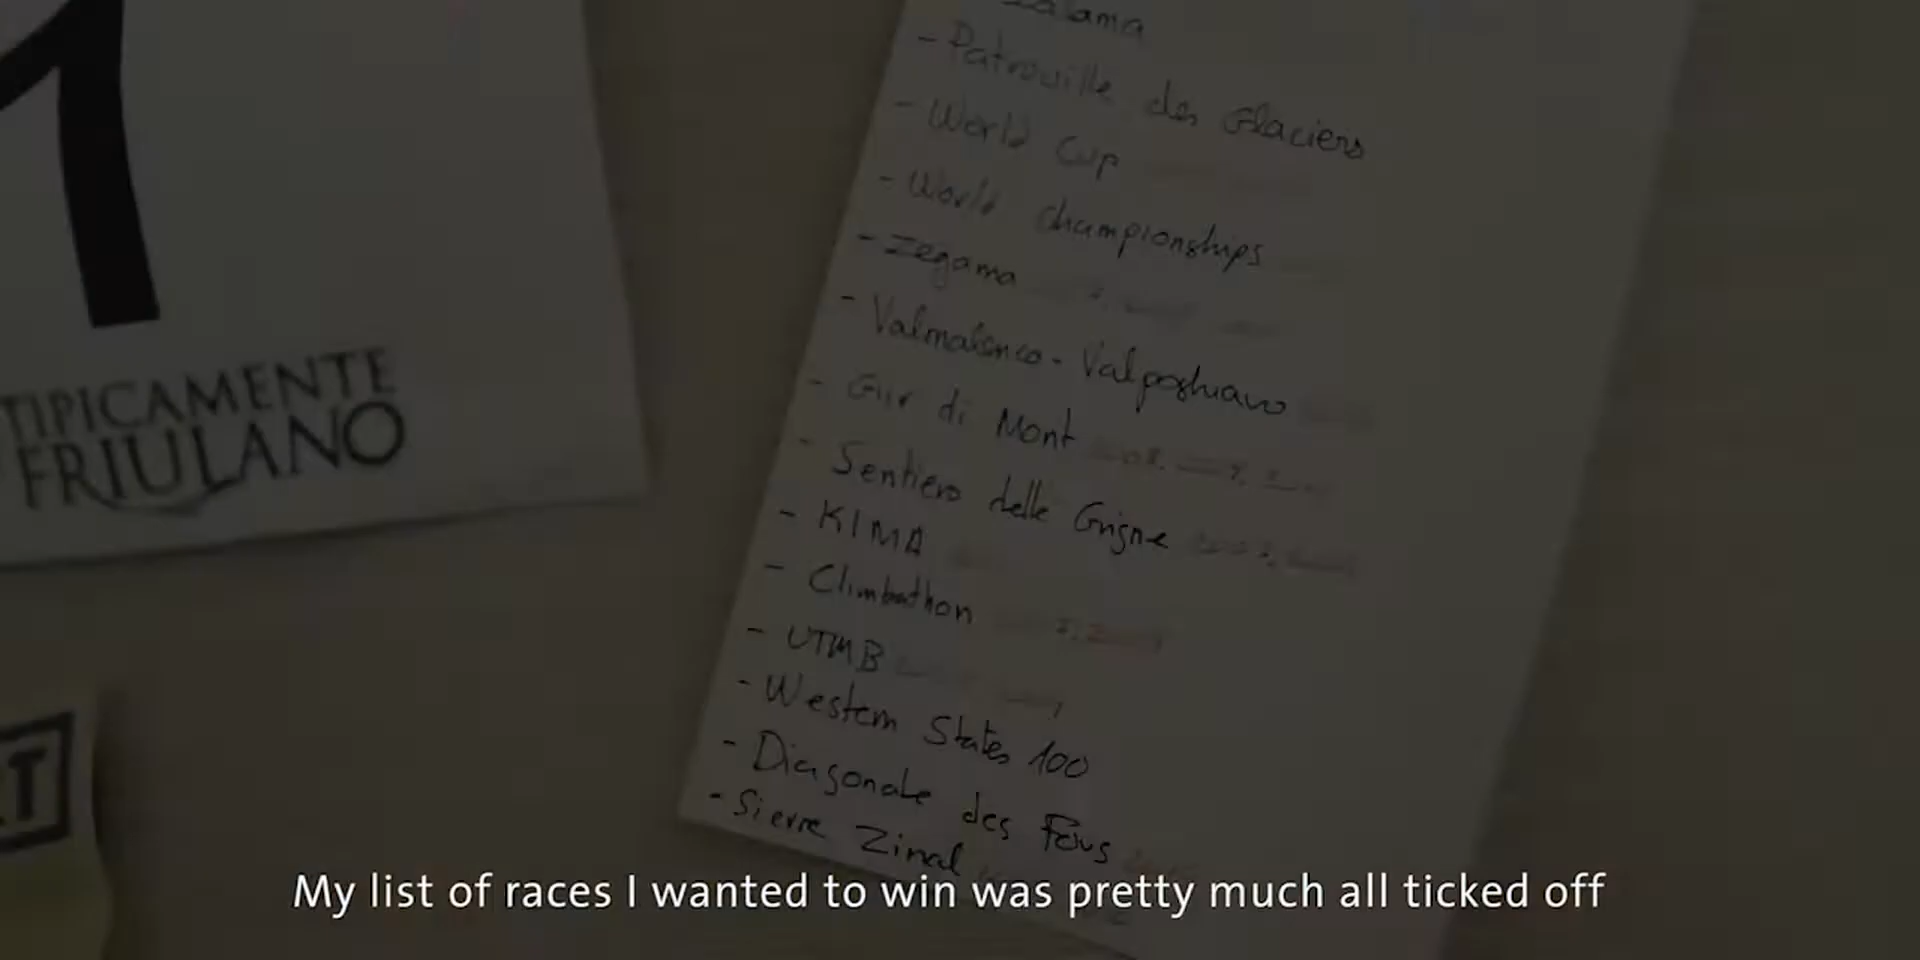 1
TIPICAMENTE
FRIULANO
T
- Patrouille des Glaciers
- World Cup
- World championships
- Zegama
- Valmalenco - Valposhiavo
- Giir di Mont
- Sentiero delle Grigne
- KIMA
- Climbathon
- UTMB
- Western States 100
- Diagonale des Fous
- Sierre Zinal
My list of races I wanted to win was pretty much all ticked off